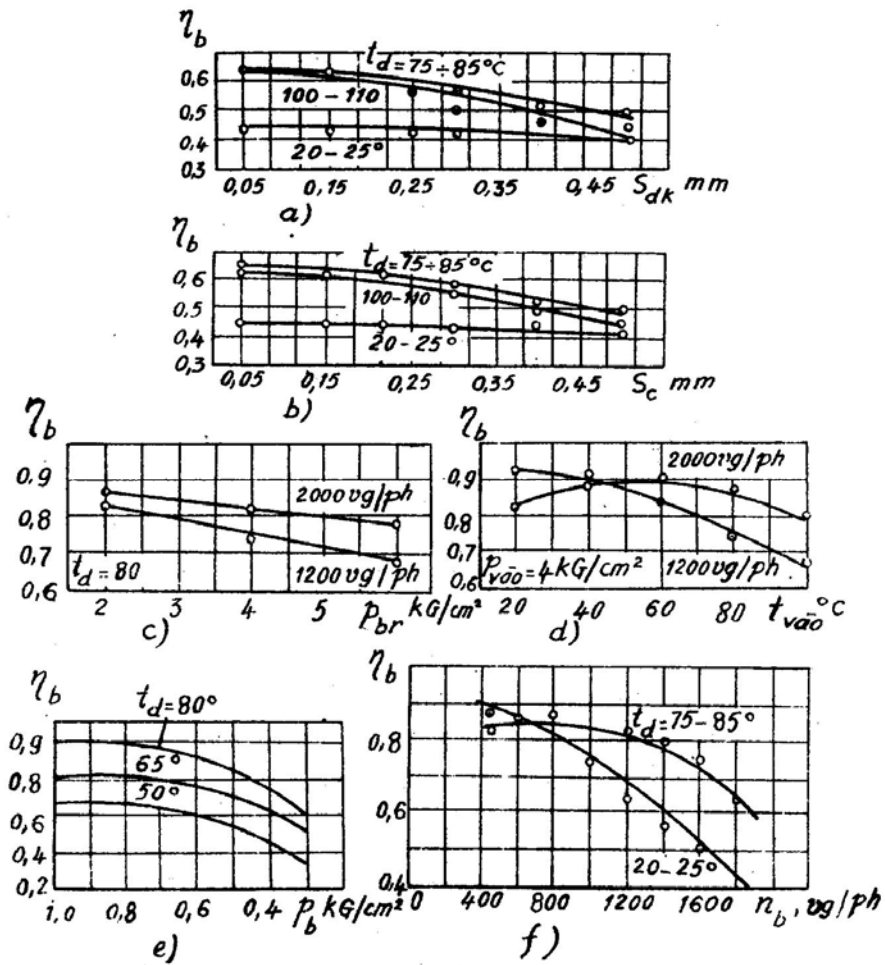 η_b
0,6
0,5
0,4
0,3
t_d=75÷85°C
100-110
20-25°
0,05 0,15 0,25 0,35 0,45 S_dk mm
a)
η_b
0,6
0,5
0,4
0,3
t_d=75÷85°C
100-110
20-25°
0,05 0,15 0,25 0,35 0,45 S_c mm
b)
η_b
0.9
0,8
0,7
0,6
2000 vg/ph
1200 vg/ph
t_d=80
2 3 4 5 p_br kG/cm²
c)
η_b
0,9
0,8
0,7
0,6
2000vg/ph
p_vào=4kG/cm²
1200vg/ph
20 40 60 80 t_vào °C
d)
η_b
0,9
0,8
0,6
0,4
0,2
t_d=80°
65°
50°
1.0 0,8 0,6 0,4 p_b kG/cm²
e)
η_b
0,8
0,6
0,4
t_d=75-85°
20-25°
0 400 800 1200 1600 n_b, vg/ph
f)